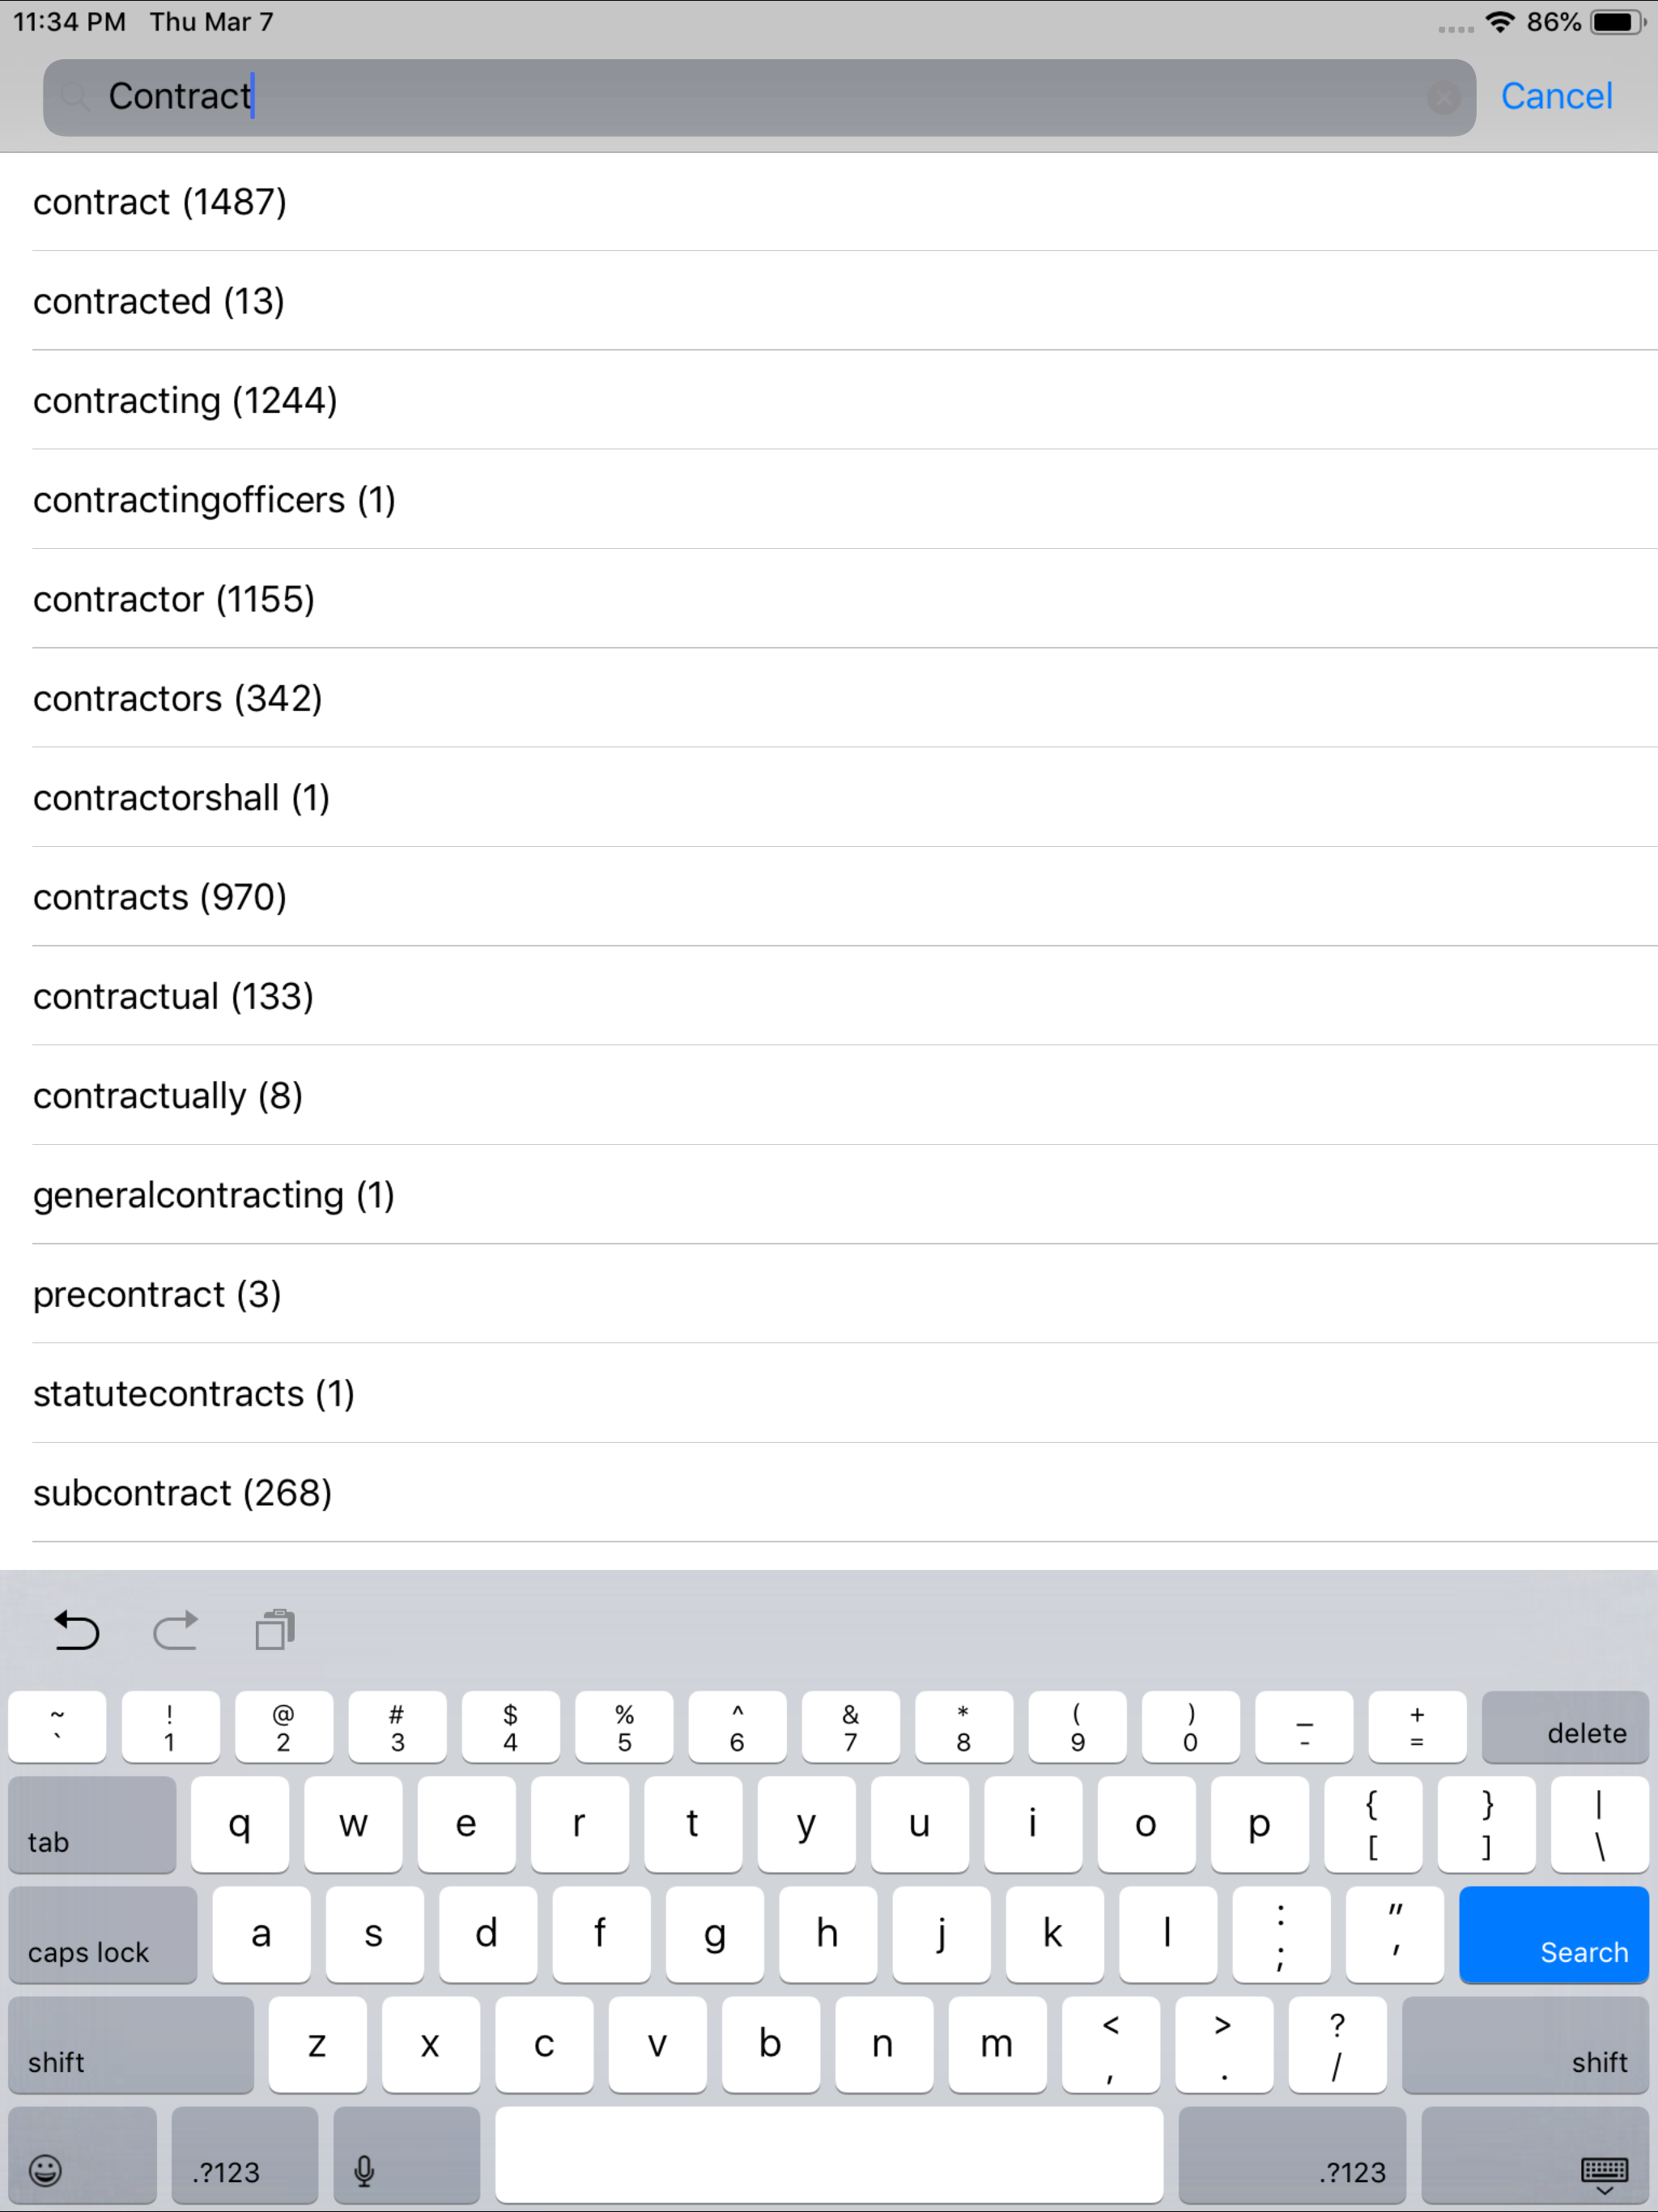 11:34 PM Thu Mar 7 86%
Contract Cancel
contract (1487)
contracted (13)
contracting (1244)
contractingofficers (1)
contractor (1155)
contractors (342)
contractorshall (1)
contracts (970)
contractual (133)
contractually (8)
generalcontracting (1)
precontract (3)
statutecontracts (1)
subcontract (268)
~ ! @ # $ % ^ & * ( ) _ +
` 1 2 3 4 5 6 7 8 9 0 - = delete
tab q w e r t y u i o p { [ } ] | \
caps lock a s d f g h j k l : ; " ' Search
shift z x c v b n m < , > . ? / shift
.?123 .?123